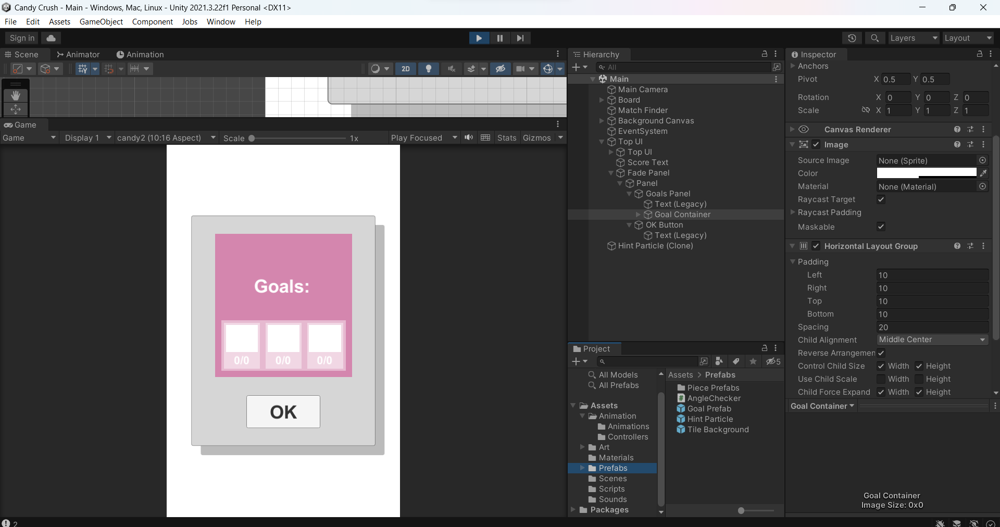 Candy Crush - Main - Windows, Mac, Linux - Unity 2021.3.22f1 Personal <DX11>
File Edit Assets GameObject Component Jobs Window Help
Sign in
Layers
Layout
Scene
Animator
Animation
2D
Game
Game
Display 1
candy2 (10:16 Aspect)
Scale
1x
Play Focused
Stats
Gizmos
Goals:
0/0
0/0
0/0
OK
2
Hierarchy
All
Main
Main Camera
Board
Match Finder
Background Canvas
EventSystem
Top UI
Top UI
Score Text
Fade Panel
Panel
Goals Panel
Text (Legacy)
Goal Container
OK Button
Text (Legacy)
Hint Particle (Clone)
Project
5
All Models
All Prefabs
Assets
Animation
Animations
Controllers
Art
Materials
Prefabs
Scenes
Scripts
Sounds
Packages
Assets > Prefabs
Piece Prefabs
AngleChecker
Goal Prefab
Hint Particle
Tile Background
Inspector
Anchors
Pivot X 0.5 Y 0.5
Rotation X 0 Y 0 Z 0
Scale X 1 Y 1 Z 1
Canvas Renderer
Image
Source Image None (Sprite)
Color
Material None (Material)
Raycast Target
Raycast Padding
Maskable
Horizontal Layout Group
Padding
Left 10
Right 10
Top 10
Bottom 10
Spacing 20
Child Alignment Middle Center
Reverse Arrangemen
Control Child Size Width Height
Use Child Scale Width Height
Child Force Expand Width Height
Goal Container
Goal Container
Image Size: 0x0